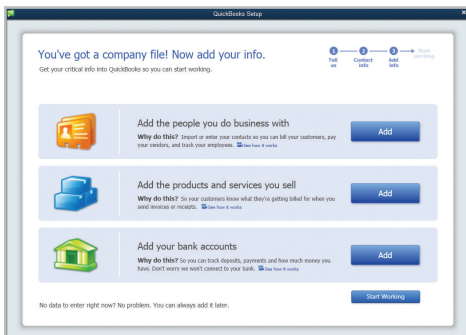 QuickBooks Setup
You've got a company file! Now add your info.
Get your critical info into QuickBooks so you can start working.
1 2 3 Start working
Tell us Contact info Add info
Add the people you do business with
Why do this? Import or enter your contacts so you can bill your customers, pay
your vendors, and track your employees. See how it works
Add
Add the products and services you sell
Why do this? So your customers know what they're getting billed for when you
send invoices or receipts. See how it works
Add
Add your bank accounts
Why do this? So you can track deposits, payments and how much money you
have. Don't worry we won't connect to your bank. See how it works
Add
Start Working
No data to enter right now? No problem. You can always add it later.